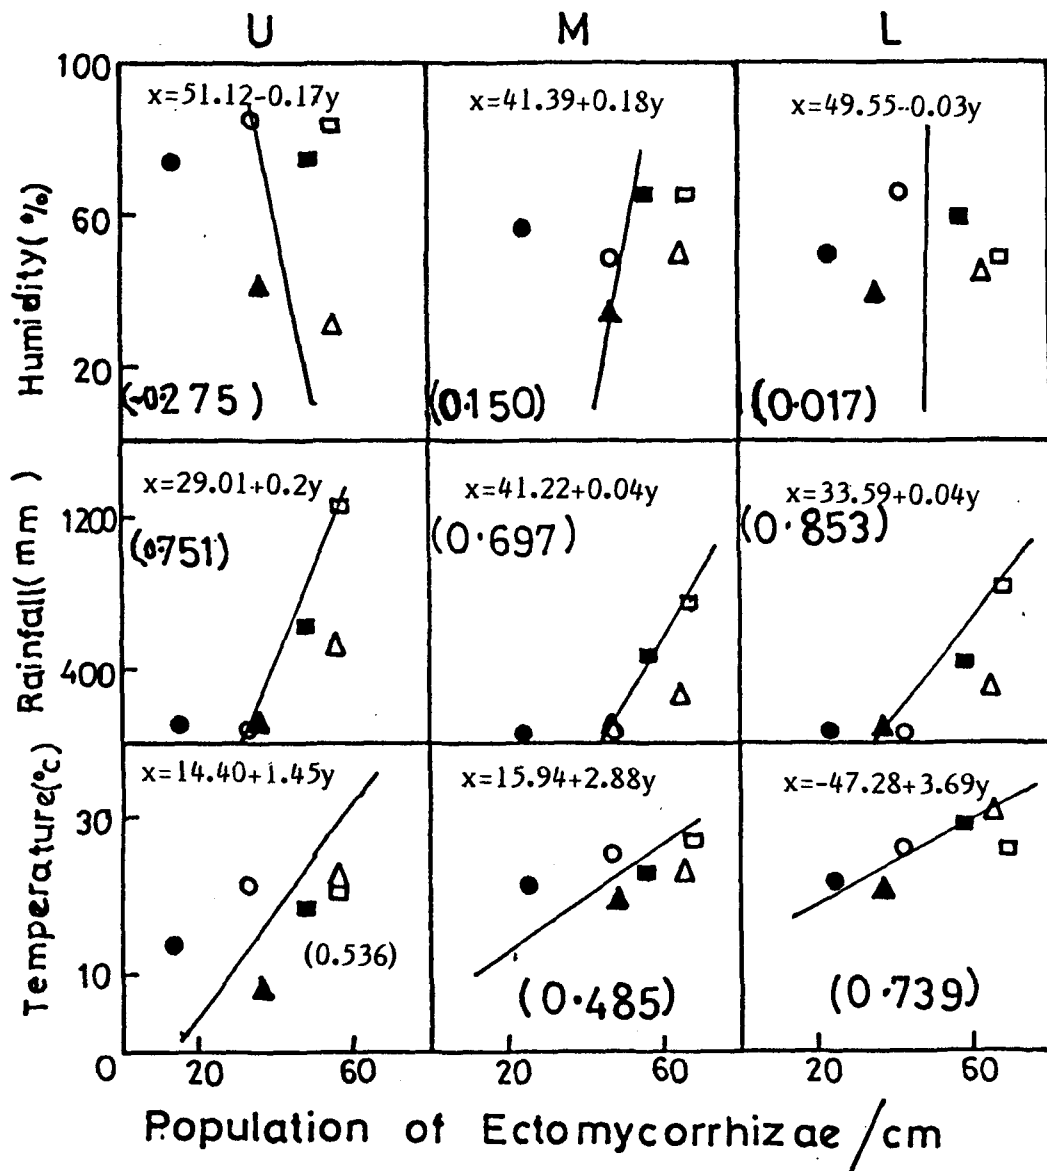 U M L
100
x=51.12-0.17y x=41.39+0.18y x=49.55-0.03y
Humidity(%)
60
20
(-0.275) (0.150) (0.017)
x=29.01+0.2y x=41.22+0.04y x=33.59+0.04y
Rainfall(mm)
1200
(0.751) (0.697) (0.853)
400
x=14.40+1.45y x=15.94+2.88y x=-47.28+3.69y
Temperature(°c)
30
(0.536)
10
(0.485) (0.739)
0 20 60 20 60 20 60
Population of Ectomycorrhizae/cm